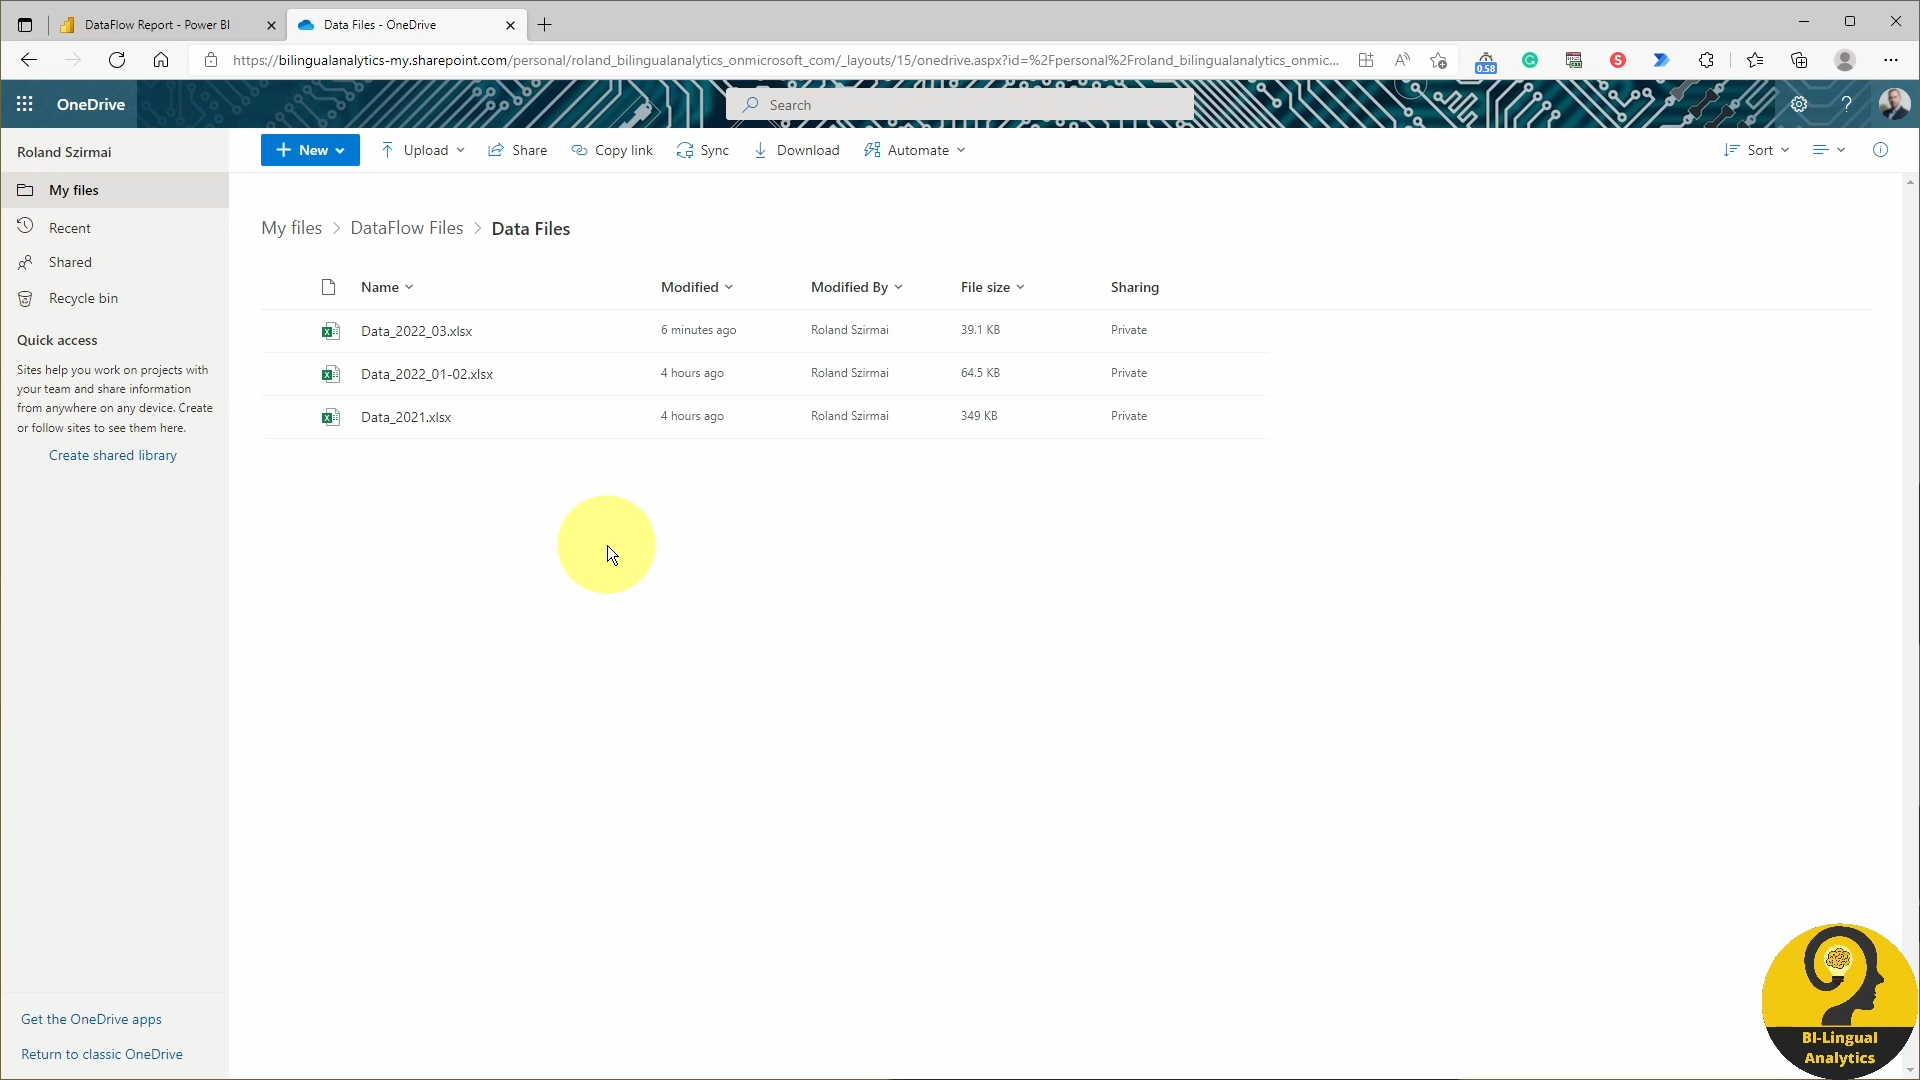 DataFlow Report - Power BI
Data Files - OneDrive
https://bilingualanalytics-my.sharepoint.com/personal/roland_bilingualanalytics_onmicrosoft_com/_layouts/15/onedrive.aspx?id=%2Fpersonal%2Froland_bilingualanalytics_onmic...
0.58
OneDrive
Search
Roland Szirmai
New
Upload
Share
Copy link
Sync
Download
Automate
Sort
My files
Recent
Shared
Recycle bin
Quick access
Sites help you work on projects with
your team and share information
from anywhere on any device. Create
or follow sites to see them here.
Create shared library
My files > DataFlow Files > Data Files
Name Modified Modified By File size Sharing
Data_2022_03.xlsx 6 minutes ago Roland Szirmai 39.1 KB Private
Data_2022_01-02.xlsx 4 hours ago Roland Szirmai 64.5 KB Private
Data_2021.xlsx 4 hours ago Roland Szirmai 349 KB Private
Get the OneDrive apps
Return to classic OneDrive
BI-Lingual
Analytics